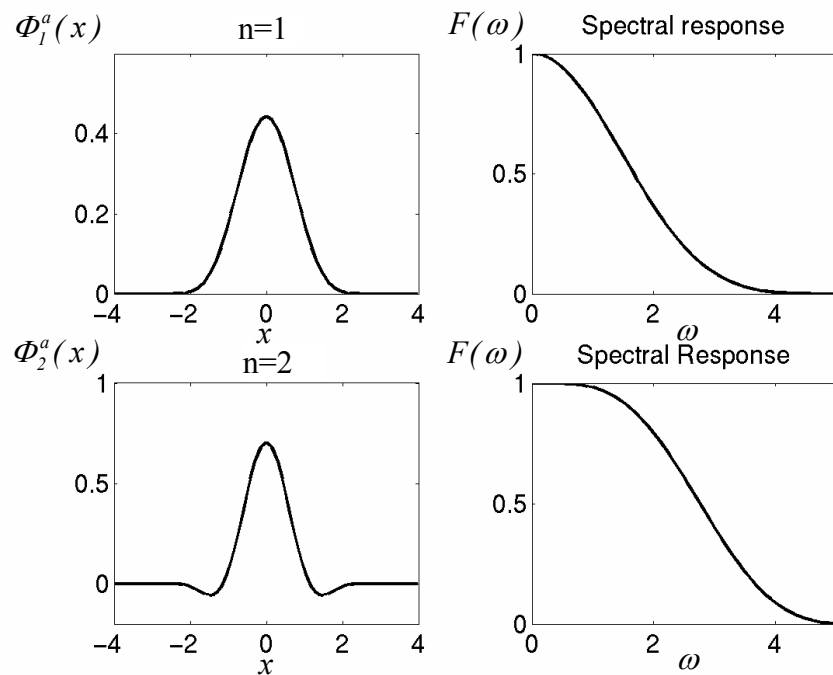 Φ₁ᵃ(x)
n=1
0.4
0.2
0
−4 −2 0 2 4
x
F(ω)
Spectral response
1
0.5
0
0 2 4
ω
Φ₂ᵃ(x)
n=2
1
0.5
0
−4 −2 0 2 4
x
F(ω)
Spectral Response
1
0.5
0
0 2 4
ω